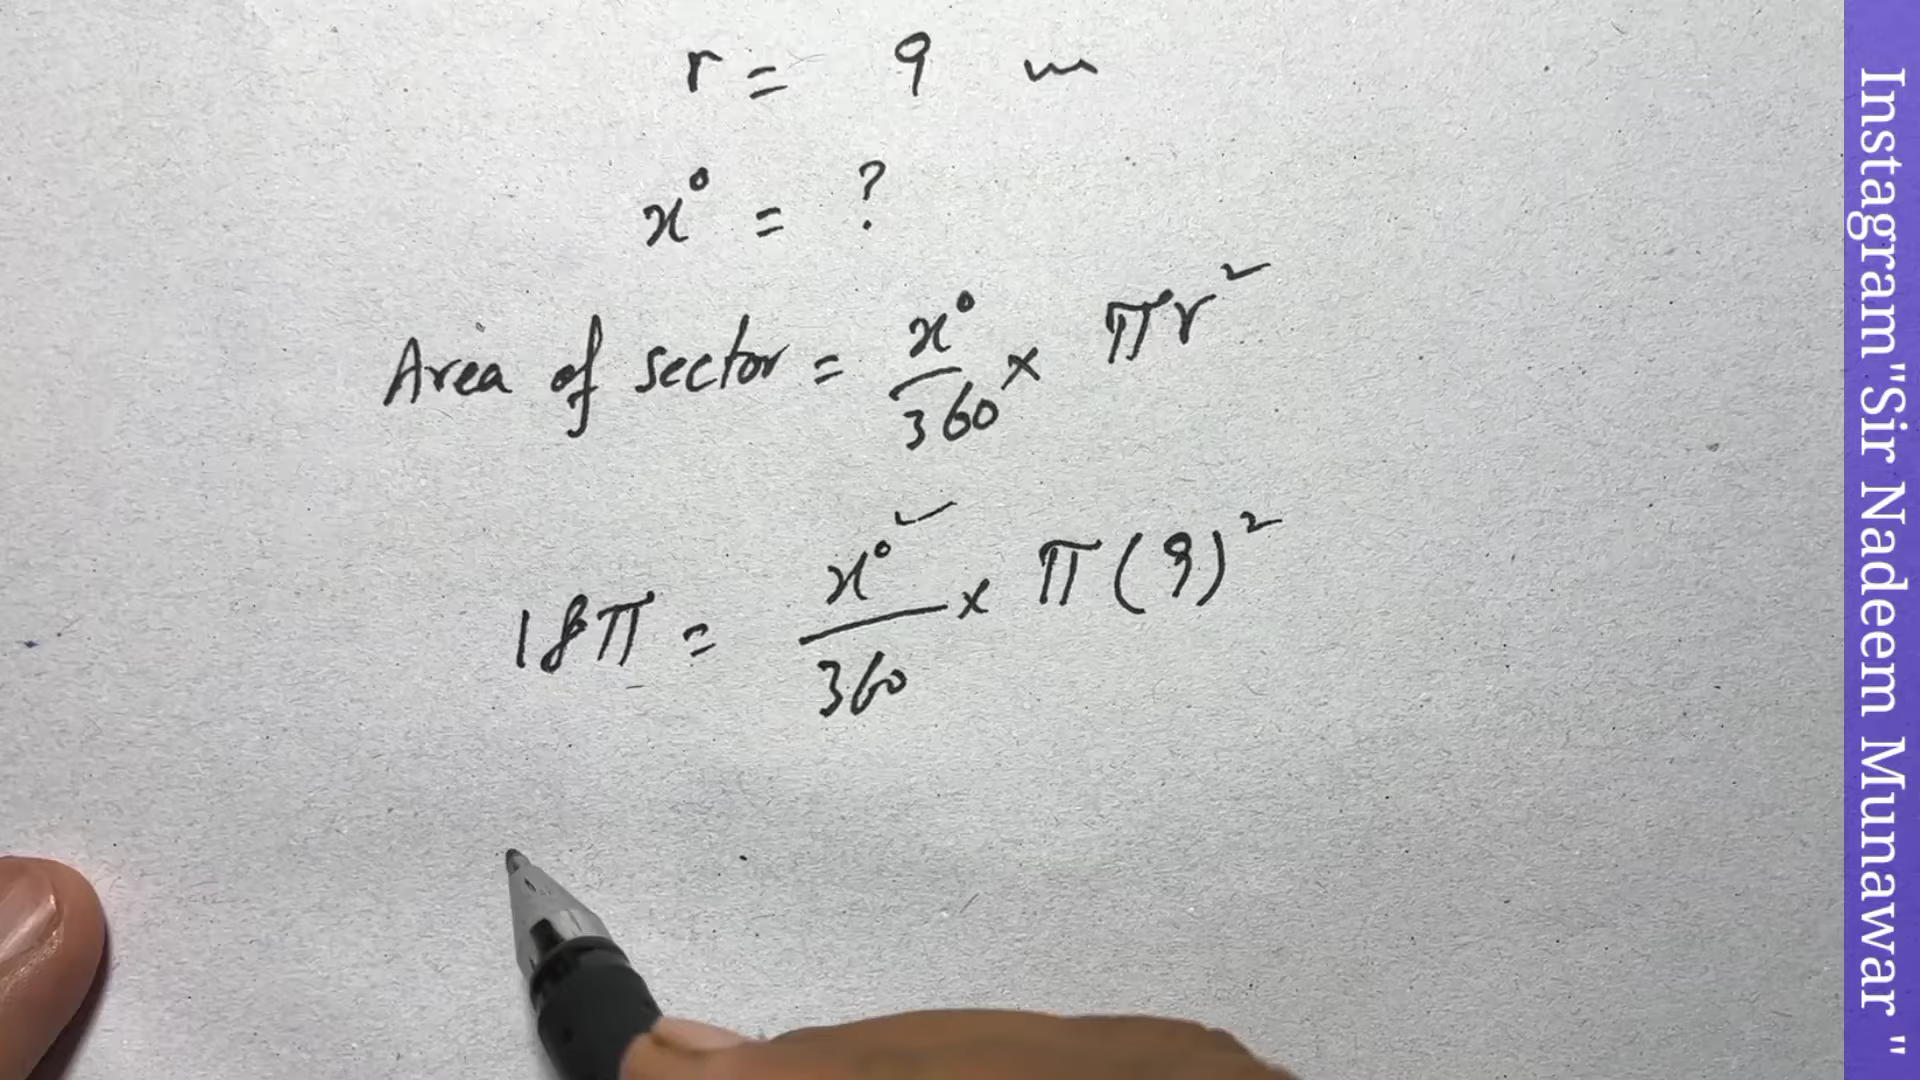 r = 9 m
x° = ?
Area of sector = x°/360 × πr²
18π = x°/360 × π(9)²
Instagram"Sir Nadeem Munawar "